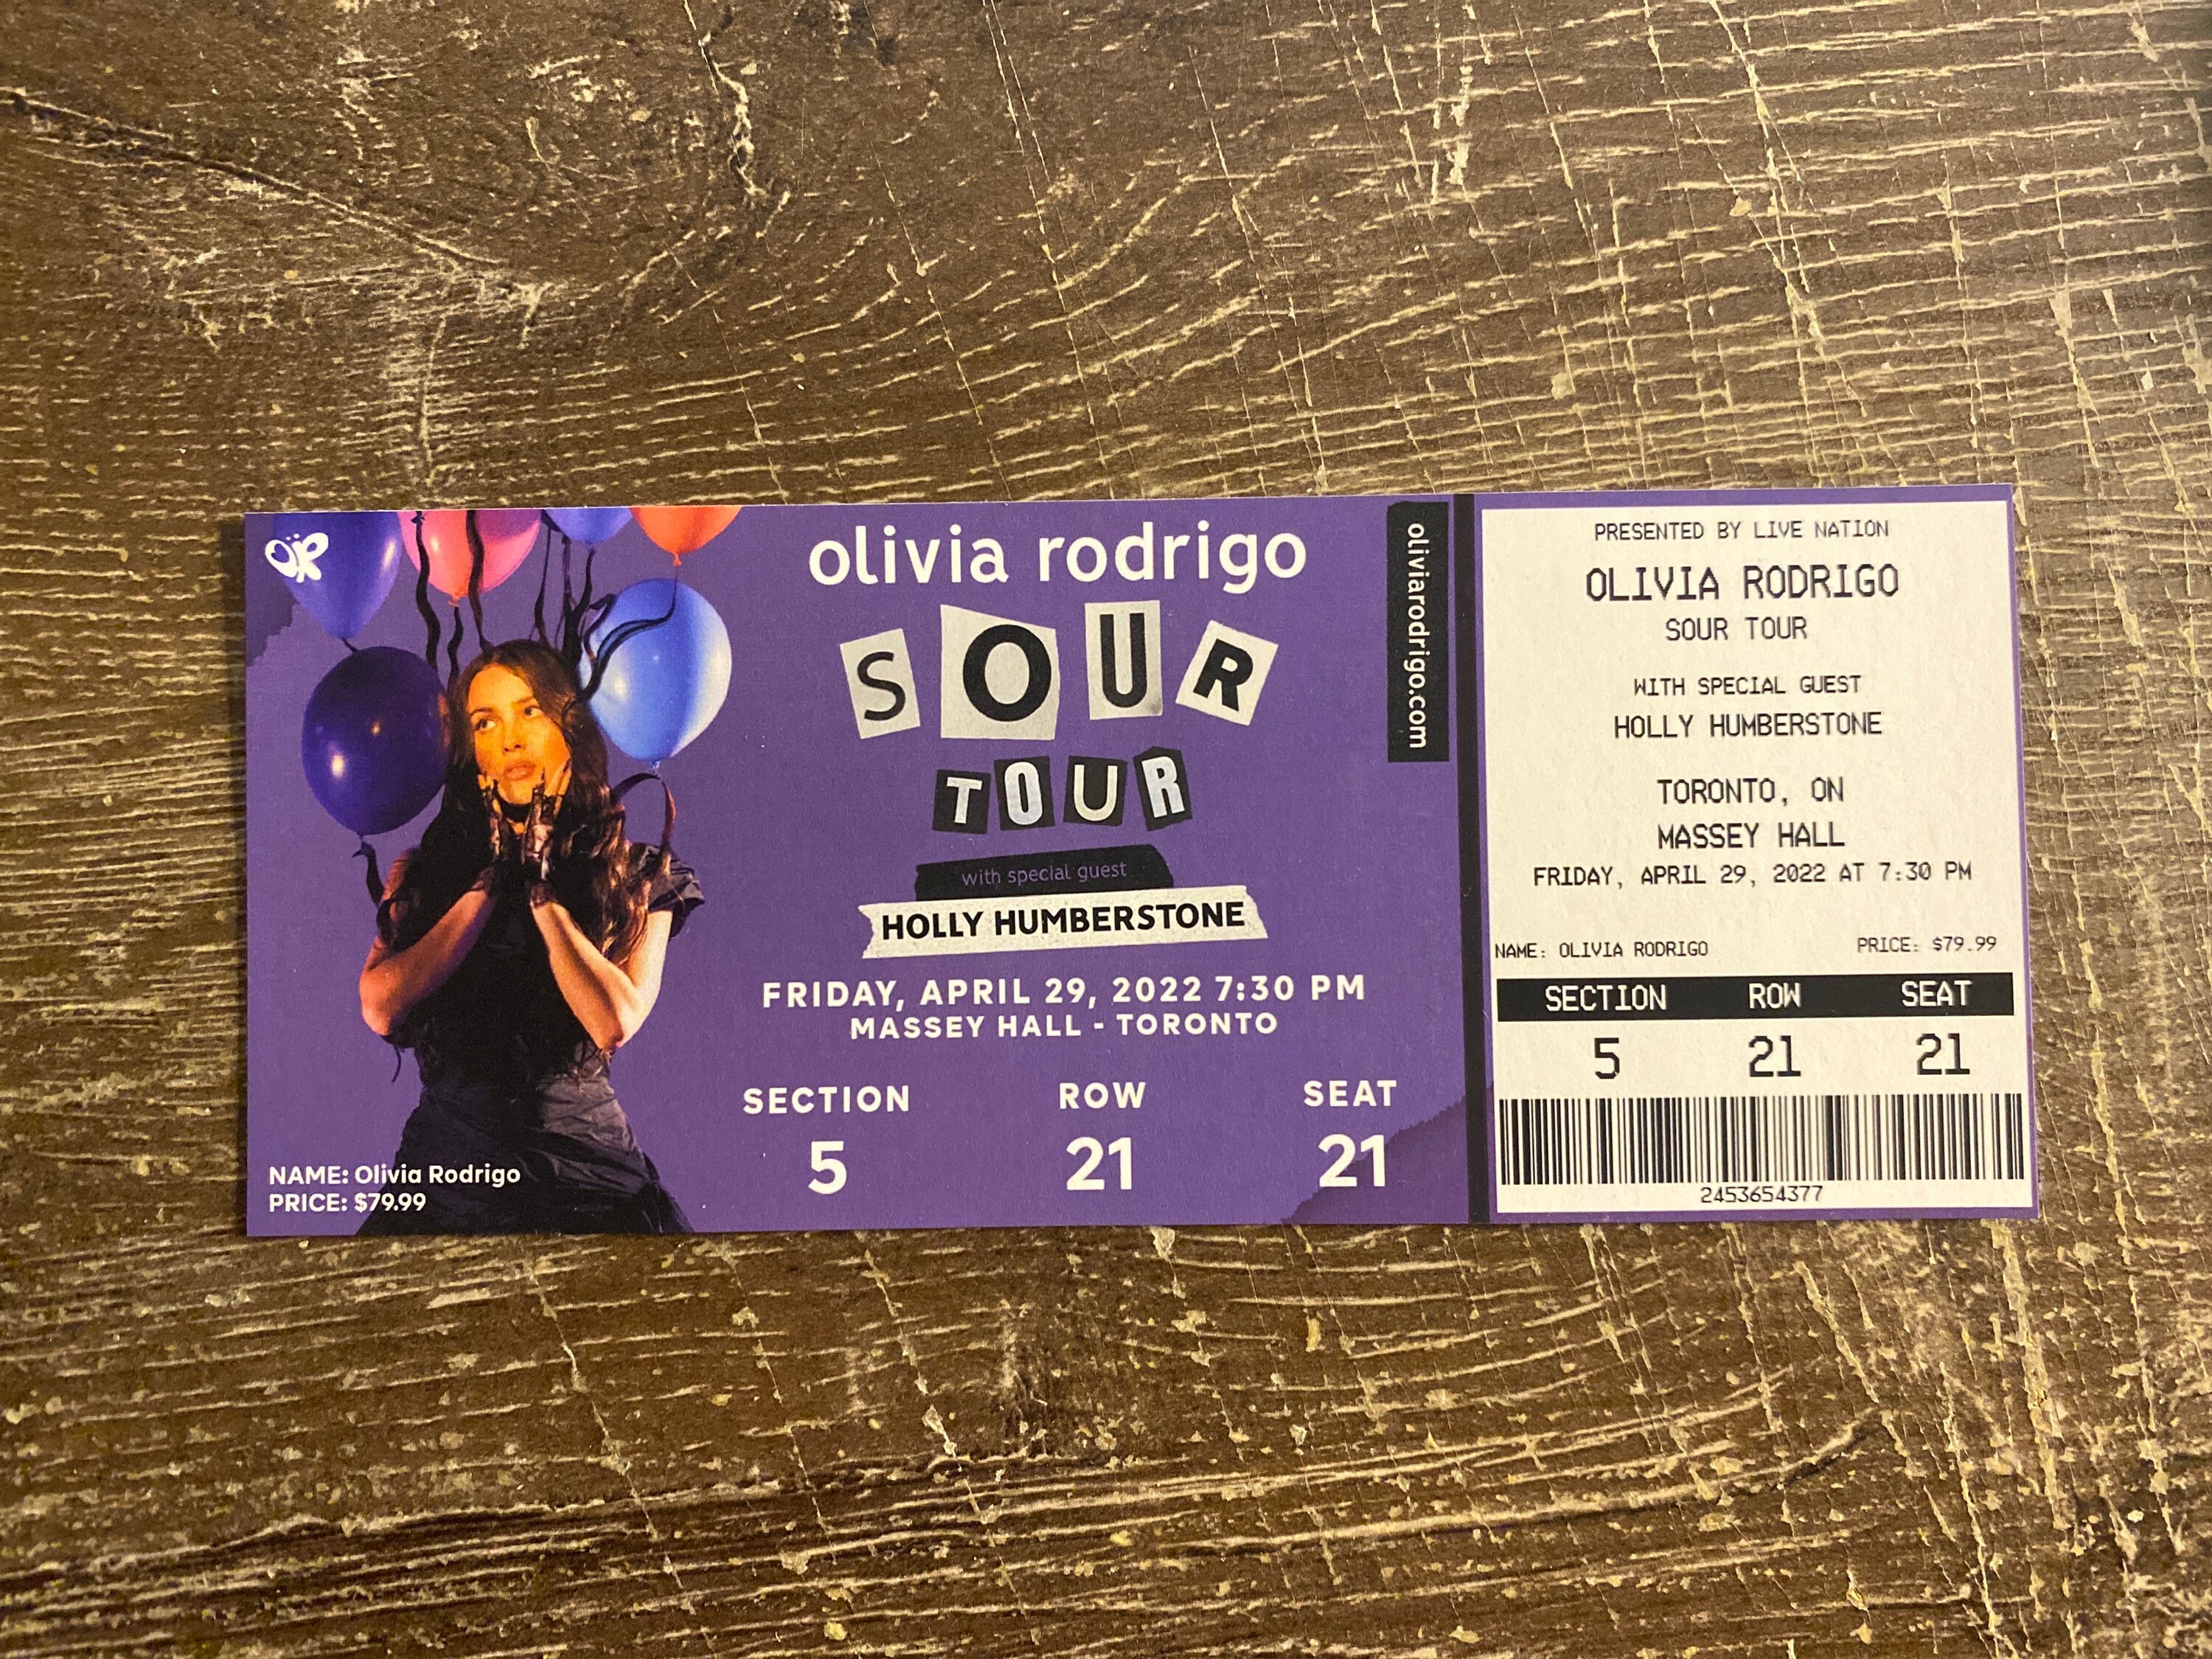 OR
olivia rodrigo
SOUR
TOUR
with special guest
HOLLY HUMBERSTONE
FRIDAY, APRIL 29, 2022 7:30 PM
MASSEY HALL - TORONTO
SECTION ROW SEAT
5 21 21
NAME: Olivia Rodrigo
PRICE: $79.99
oliviarodrigo.com
PRESENTED BY LIVE NATION
OLIVIA RODRIGO
SOUR TOUR
WITH SPECIAL GUEST
HOLLY HUMBERSTONE
TORONTO, ON
MASSEY HALL
FRIDAY, APRIL 29, 2022 AT 7:30 PM
NAME: OLIVIA RODRIGO PRICE: $79.99
SECTION ROW SEAT
5 21 21
2453654377